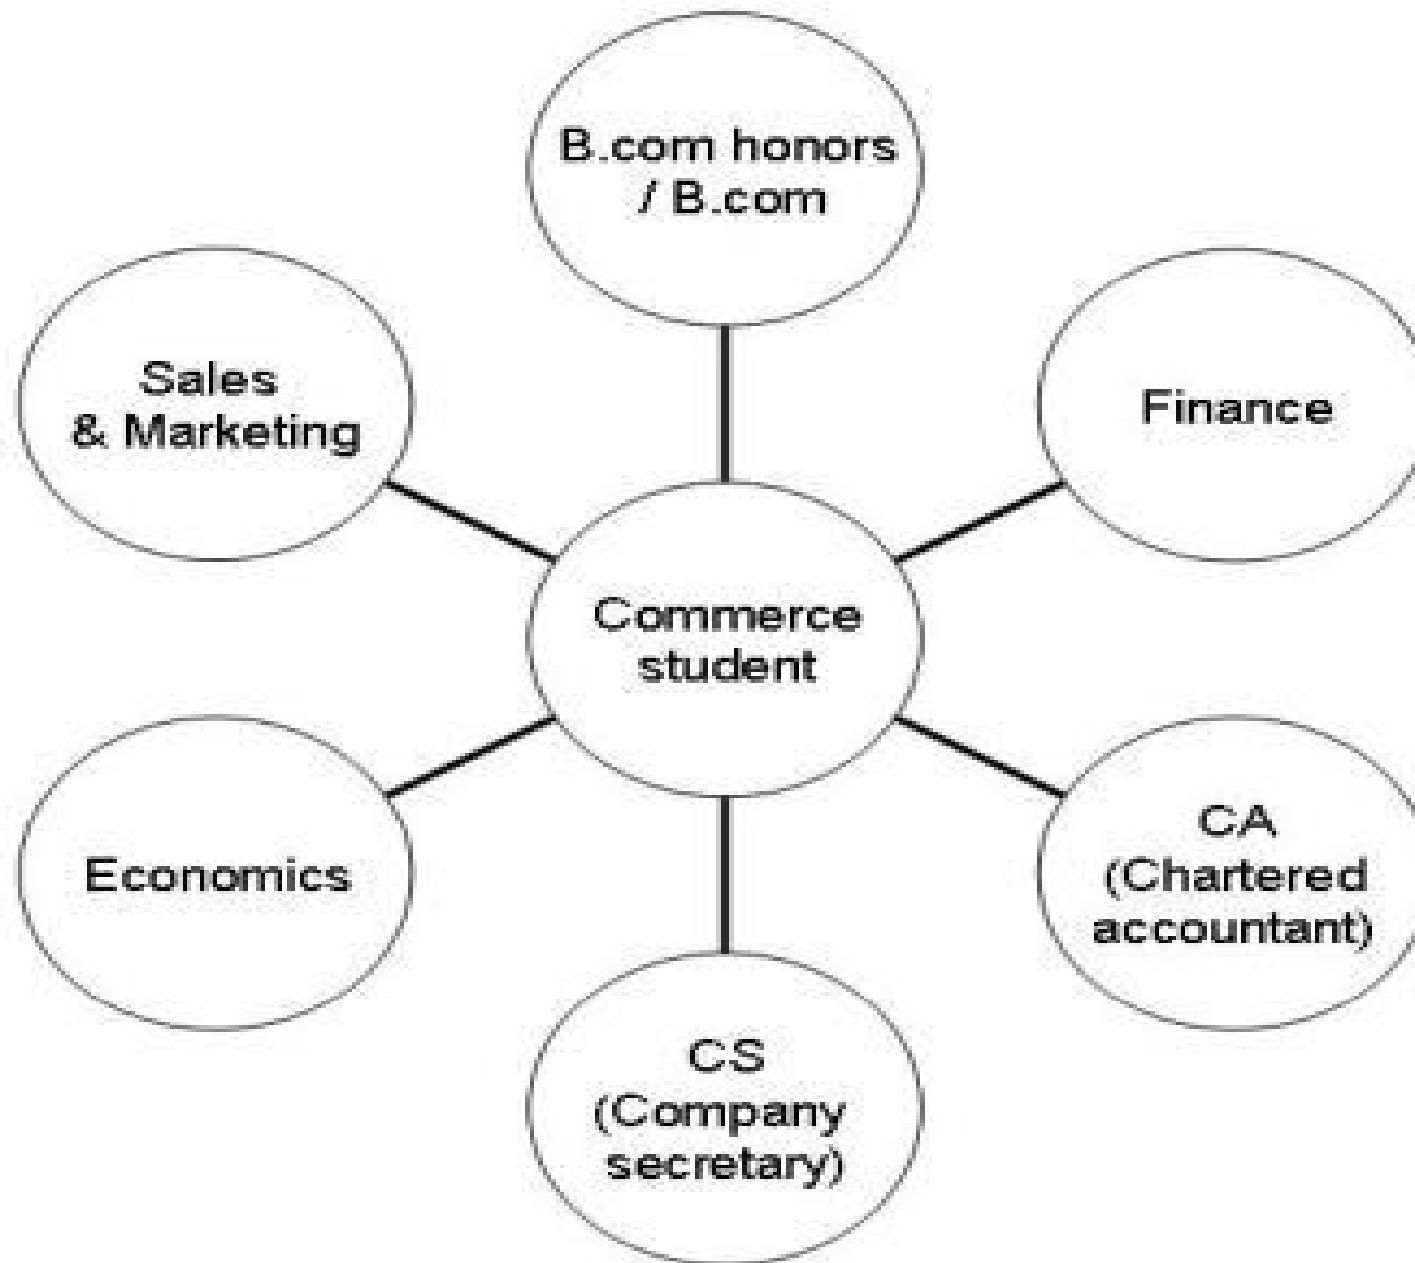 B.com honors
/ B.com
Sales
& Marketing
Finance
Commerce
student
Economics
CA
(Chartered
accountant)
CS
(Company
secretary)